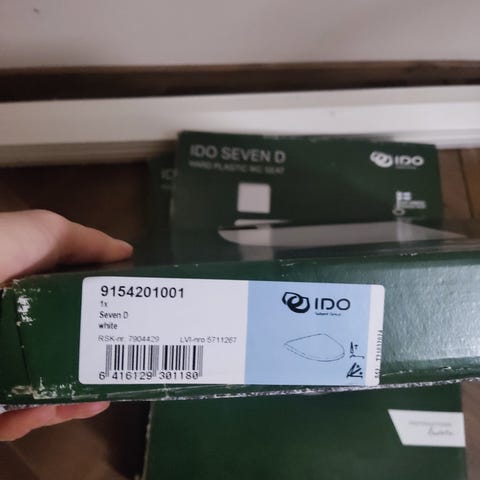 IDO SEVEN D
HARD PLASTIC WC SEAT
IDO
9154201001
1x
Seven D
white
RSK-nr. 7904429 LVI-nro 5711267
6 416129 301180
IDO